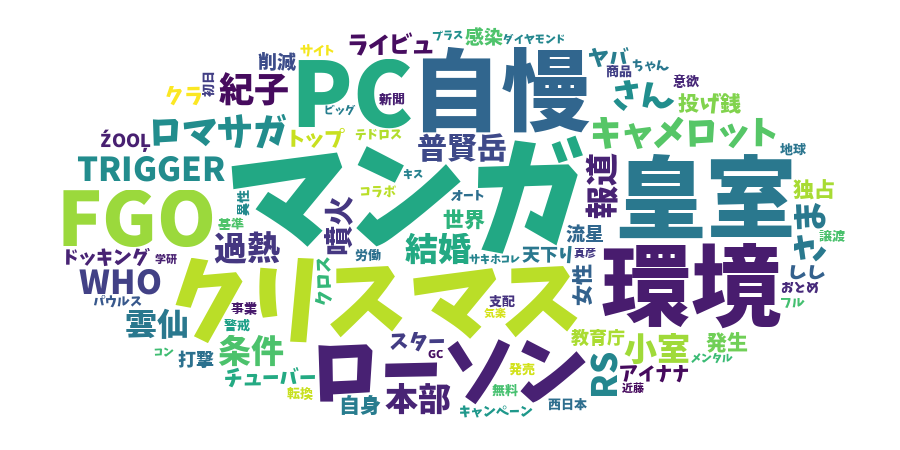 プラス
感染
ダイヤモンド
ライビュ
サイト
削減
PC
自慢
ヤバ
ちゃん
商品
意欲
クラ
初日
紀子
新聞
ビッグ
さん
投げ銭
ŹOOĻ
ロマサガ
トップ
テドロス
普賢岳
キャメロット
地球
TRIGGER
マンガ
キス
報道
皇室
独占
コラボ
オート
異性
FGO
基準
噴火
世界
流星
さま
譲渡
ドッキング
学研
過熱
結婚
サキホコレ
天下り
真彦
労働
WHO
クロス
女性
環境
しし
おとめ
パウルス
クリスマス
支配
フル
事業
気楽
雲仙
警戒
スター
教育庁
小室
発生
コン
打撃
条件
ローソン
GC
メンタル
チューバー
発売
RS
アイナナ
転換
本部
無料
近藤
自身
キャンペーン
西日本